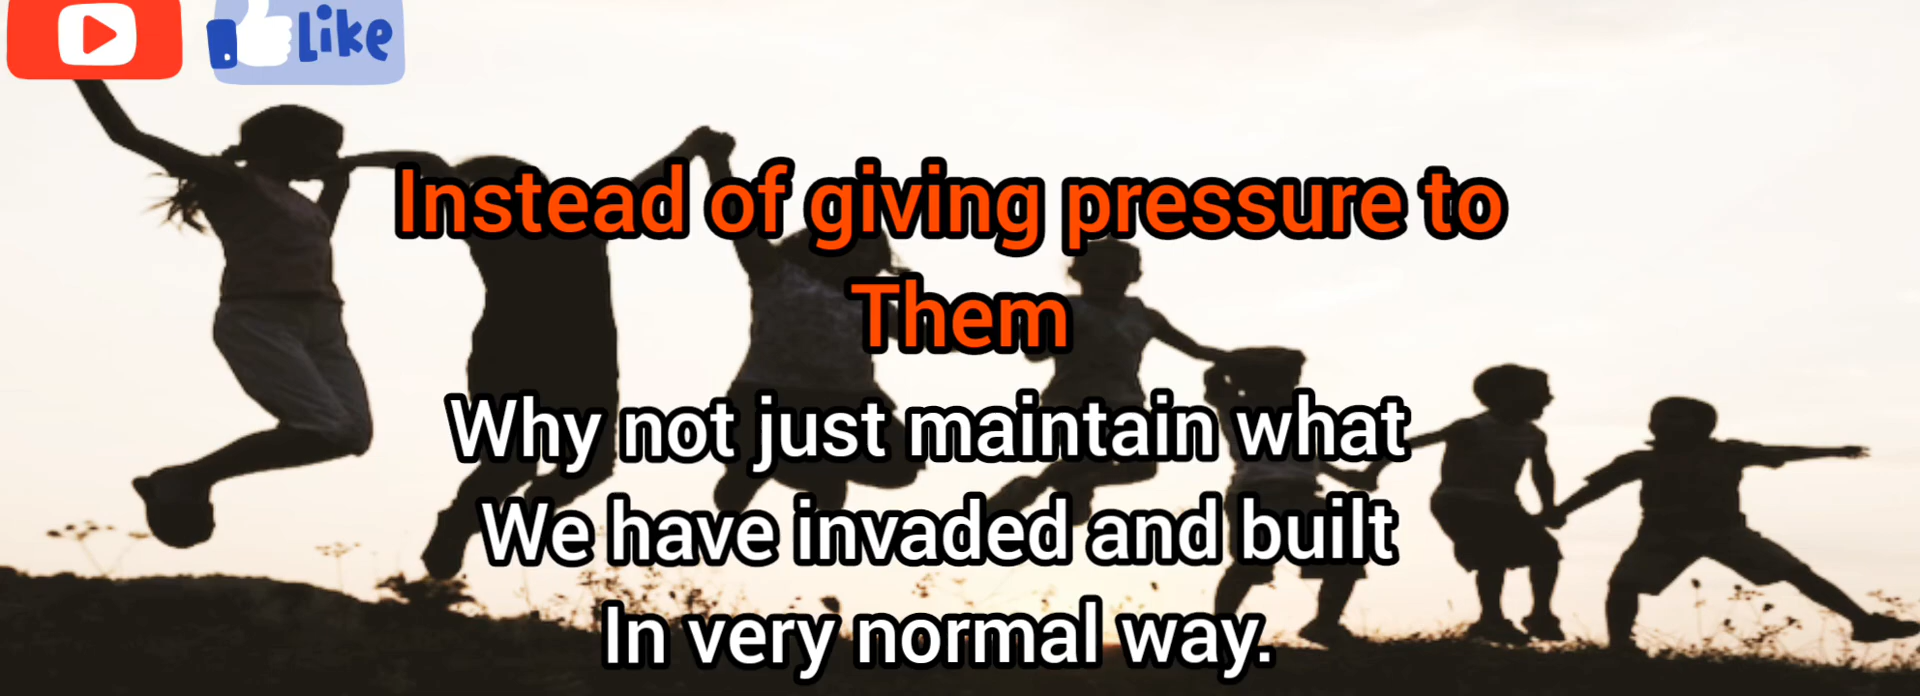 Like
Instead of giving pressure to
Them
Why not just maintain what
We have invaded and built
In very normal way.